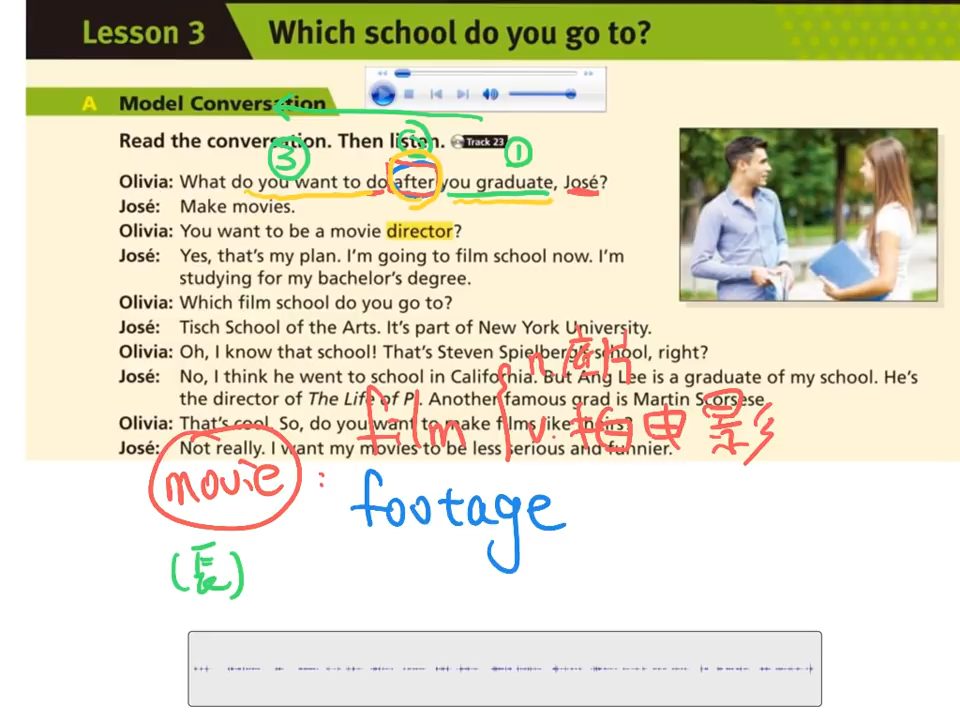 Lesson 3 Which school do you go to?
A Model Conversation
Read the conversation. Then listen. Track 23
③ ② ①
Olivia: What do you want to do after you graduate, José?
José: Make movies.
Olivia: You want to be a movie director?
José: Yes, that's my plan. I'm going to film school now. I'm
studying for my bachelor's degree.
Olivia: Which film school do you go to?
José: Tisch School of the Arts. It's part of New York University.
Olivia: Oh, I know that school! That's Steven Spielberg's school, right?
José: No, I think he went to school in California. But Ang Lee is a graduate of my school. He's
the director of The Life of Pi. Another famous grad is Martin Scorsese.
Olivia: That's cool. So, do you want to make films like theirs?
José: Not really. I want my movies to be less serious and funnier.
film { n 底片
v. 拍电影
movie : footage
(長)